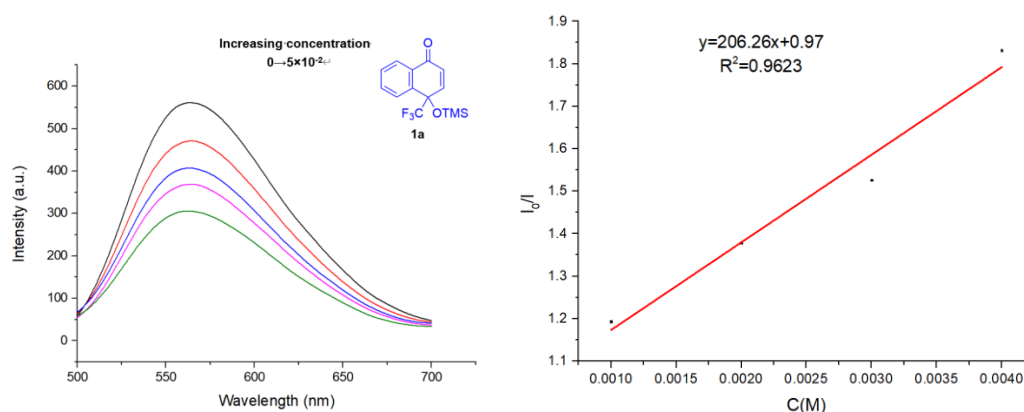 Increasing concentration
0→5×10⁻²↵
O
F₃C OTMS
1a
600
500
400
300
200
100
0
Intensity (a.u.)
500 550 600 650 700
Wavelength (nm)
y=206.26x+0.97
R²=0.9623
1.8
1.7
1.6
1.5
1.4
1.3
1.2
1.1
I₀/I
0.0010 0.0015 0.0020 0.0025 0.0030 0.0035 0.0040
C(M)